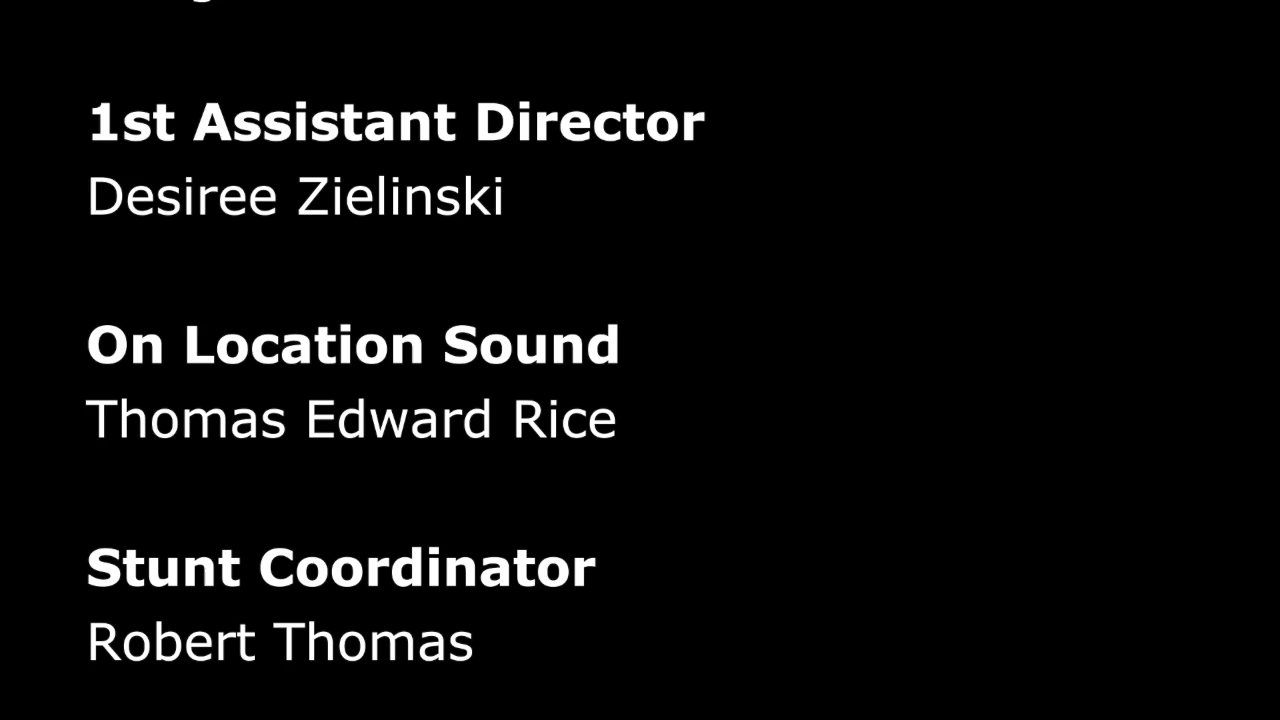 1st Assistant Director
Desiree Zielinski
On Location Sound
Thomas Edward Rice
Stunt Coordinator
Robert Thomas